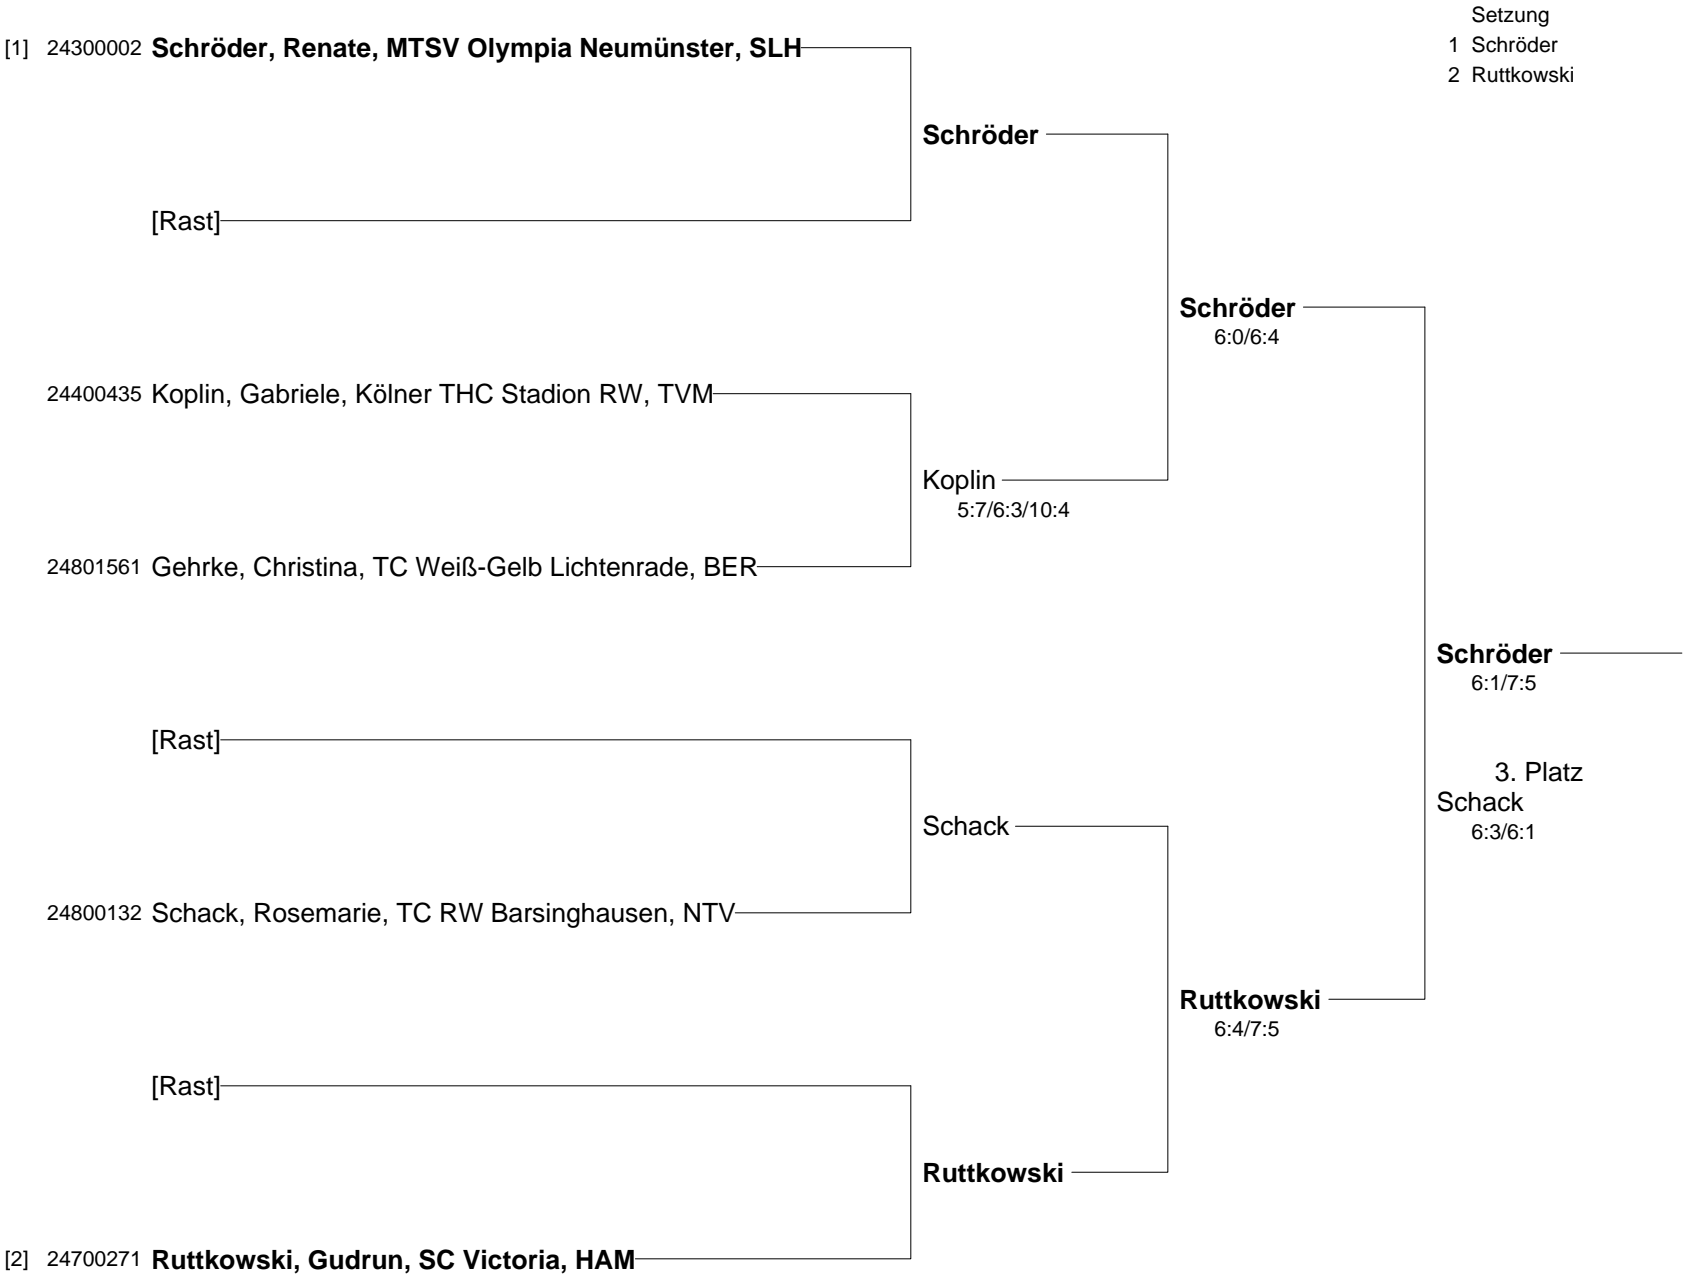 Setzung
1 Schröder
2 Ruttkowski
[1] 24300002 Schröder, Renate, MTSV Olympia Neumünster, SLH
Schröder
[Rast]
Schröder
6:0/6:4
24400435 Koplin, Gabriele, Kölner THC Stadion RW, TVM
Koplin
5:7/6:3/10:4
24801561 Gehrke, Christina, TC Weiß-Gelb Lichtenrade, BER
Schröder
6:1/7:5
[Rast]
3. Platz
Schack
6:3/6:1
Schack
24800132 Schack, Rosemarie, TC RW Barsinghausen, NTV
Ruttkowski
6:4/7:5
[Rast]
Ruttkowski
[2] 24700271 Ruttkowski, Gudrun, SC Victoria, HAM